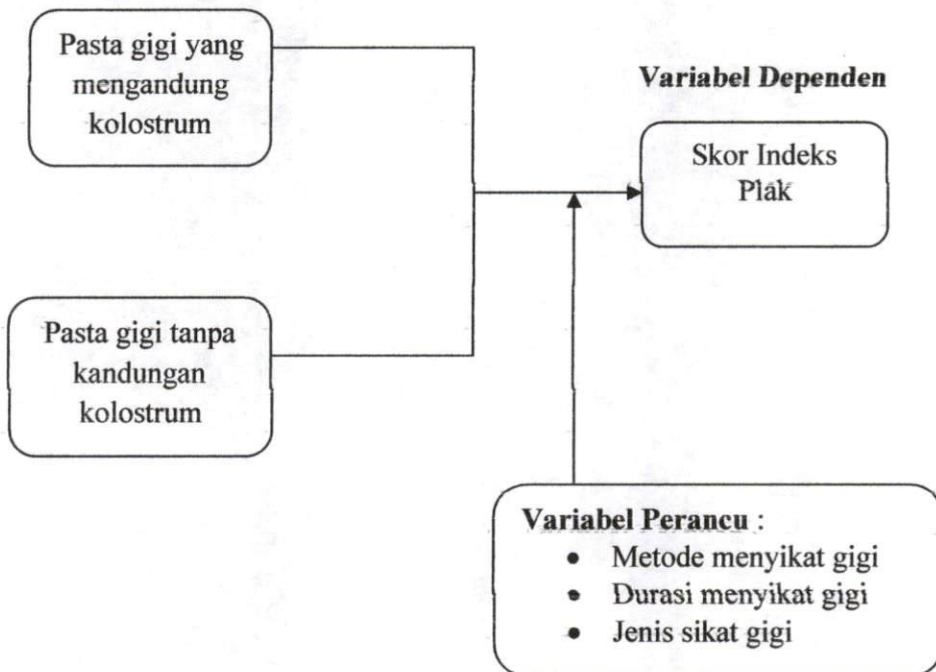 Pasta gigi yang
mengandung
kolostrum
Variabel Dependen
Skor Indeks
Plak
Pasta gigi tanpa
kandungan
kolostrum
Variabel Perancu :
• Metode menyikat gigi
• Durasi menyikat gigi
• Jenis sikat gigi